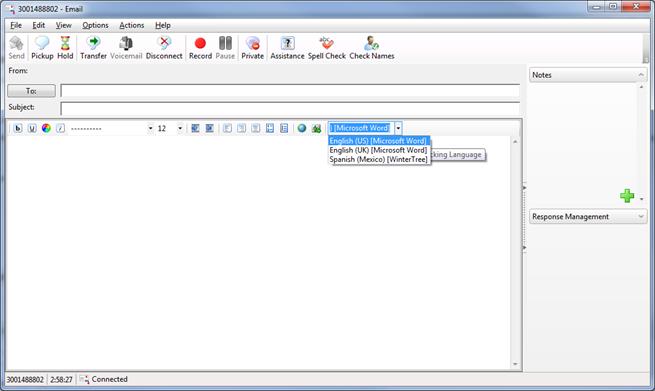 3001488802 - Email
File Edit View Options Actions Help
Send Pickup Hold Transfer Voicemail Disconnect Record Pause Private Assistance Spell Check Check Names
From:
Notes
To:
Subject:
b u i ---------- 12 ) [Microsoft Word]
English (US) [Microsoft Word]
English (UK) [Microsoft Word] king Language
Spanish (Mexico) [WinterTree]
Response Management
3001488802 2:58:27 Connected